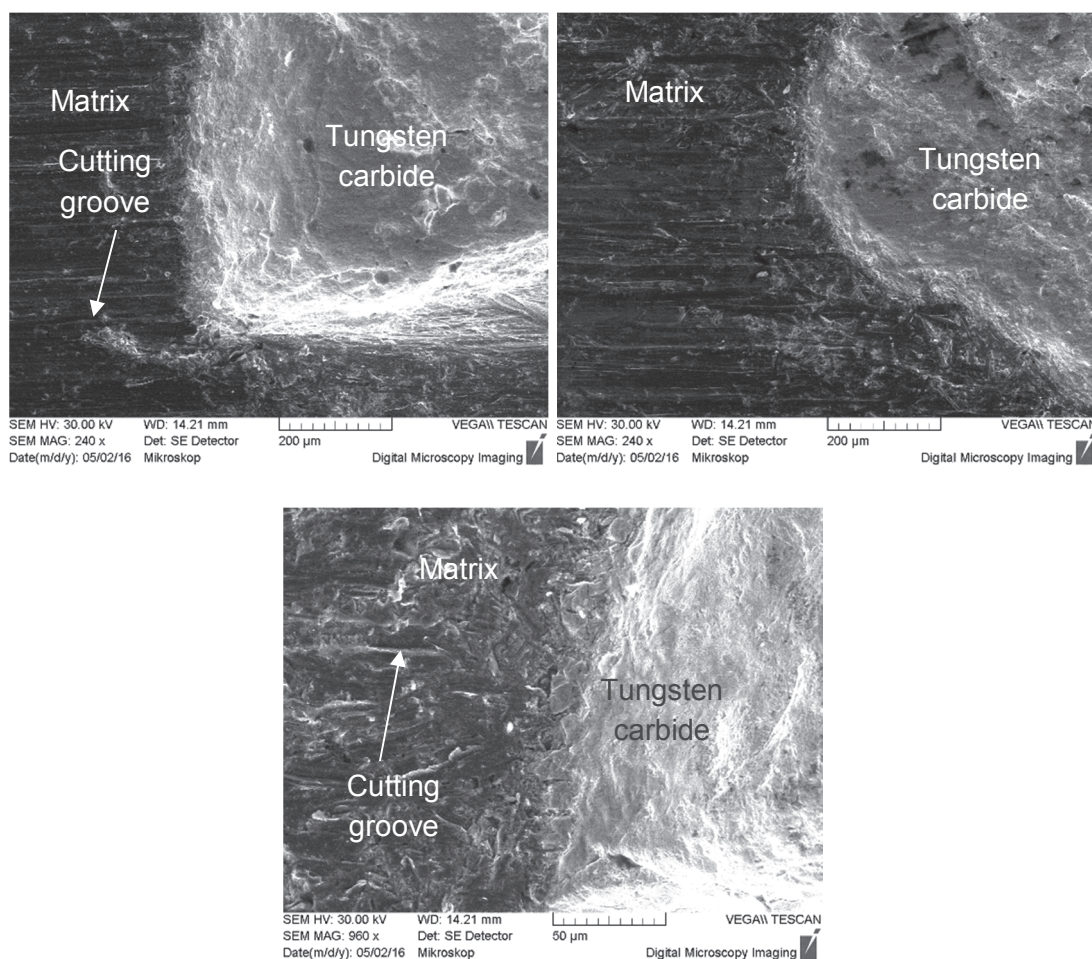 Matrix
Cutting
groove
Tungsten
carbide
SEM HV: 30.00 kV WD: 14.21 mm VEGA\\ TESCAN
SEM MAG: 240 x Det: SE Detector 200 µm
Date(m/d/y): 05/02/16 Mikroskop Digital Microscopy Imaging
Matrix
Tungsten
carbide
SEM HV: 30.00 kV WD: 14.21 mm VEGA\\ TESCAN
SEM MAG: 240 x Det: SE Detector 200 µm
Date(m/d/y): 05/02/16 Mikroskop Digital Microscopy Imaging
Matrix
Tungsten
carbide
Cutting
groove
SEM HV: 30.00 kV WD: 14.21 mm VEGA\\ TESCAN
SEM MAG: 960 x Det: SE Detector 50 µm
Date(m/d/y): 05/02/16 Mikroskop Digital Microscopy Imaging